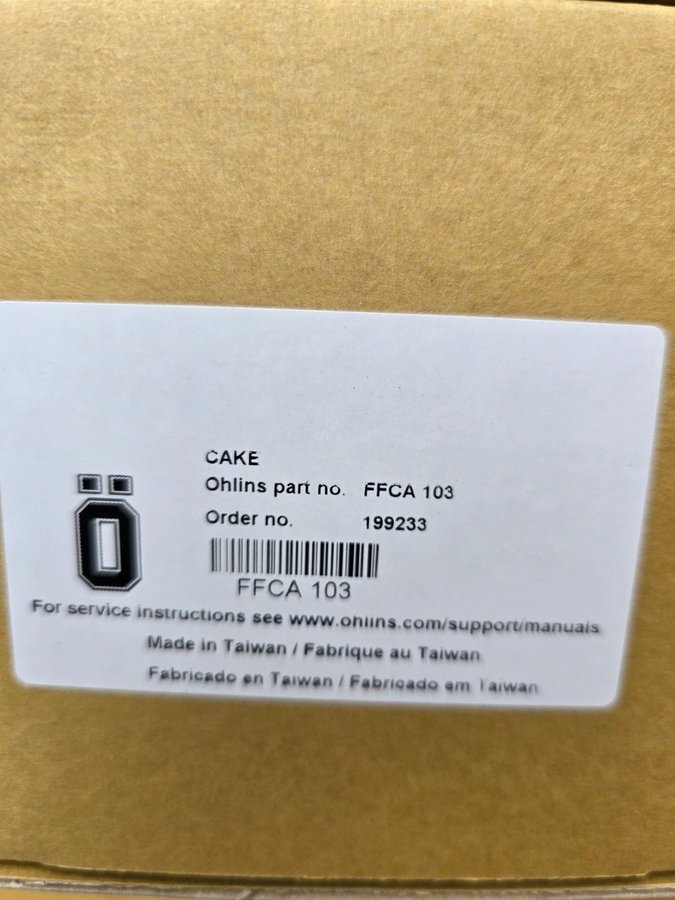 CAKE
Ohlins part no. FFCA 103
Order no. 199233
Ö
FFCA 103
For service instructions see www.ohlins.com/support/manuals
Made in Taiwan / Fabrique au Taiwan
Fabricado en Taiwan / Fabricado em Taiwan